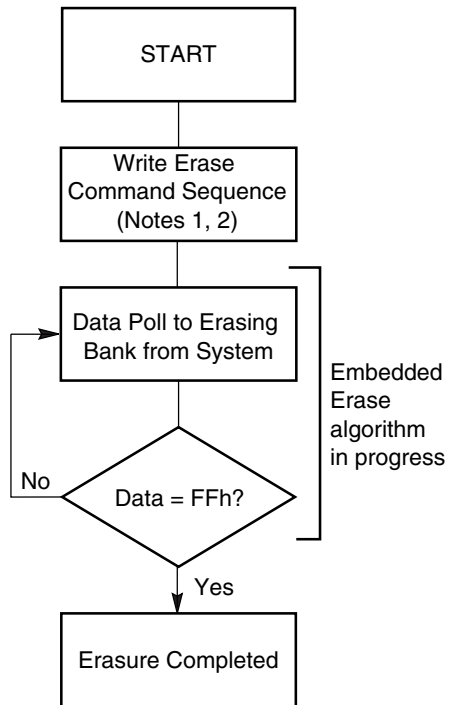 START
Write Erase
Command Sequence
(Notes 1, 2)
Data Poll to Erasing
Bank from System
Embedded
Erase
algorithm
in progress
No
Data = FFh?
Yes
Erasure Completed